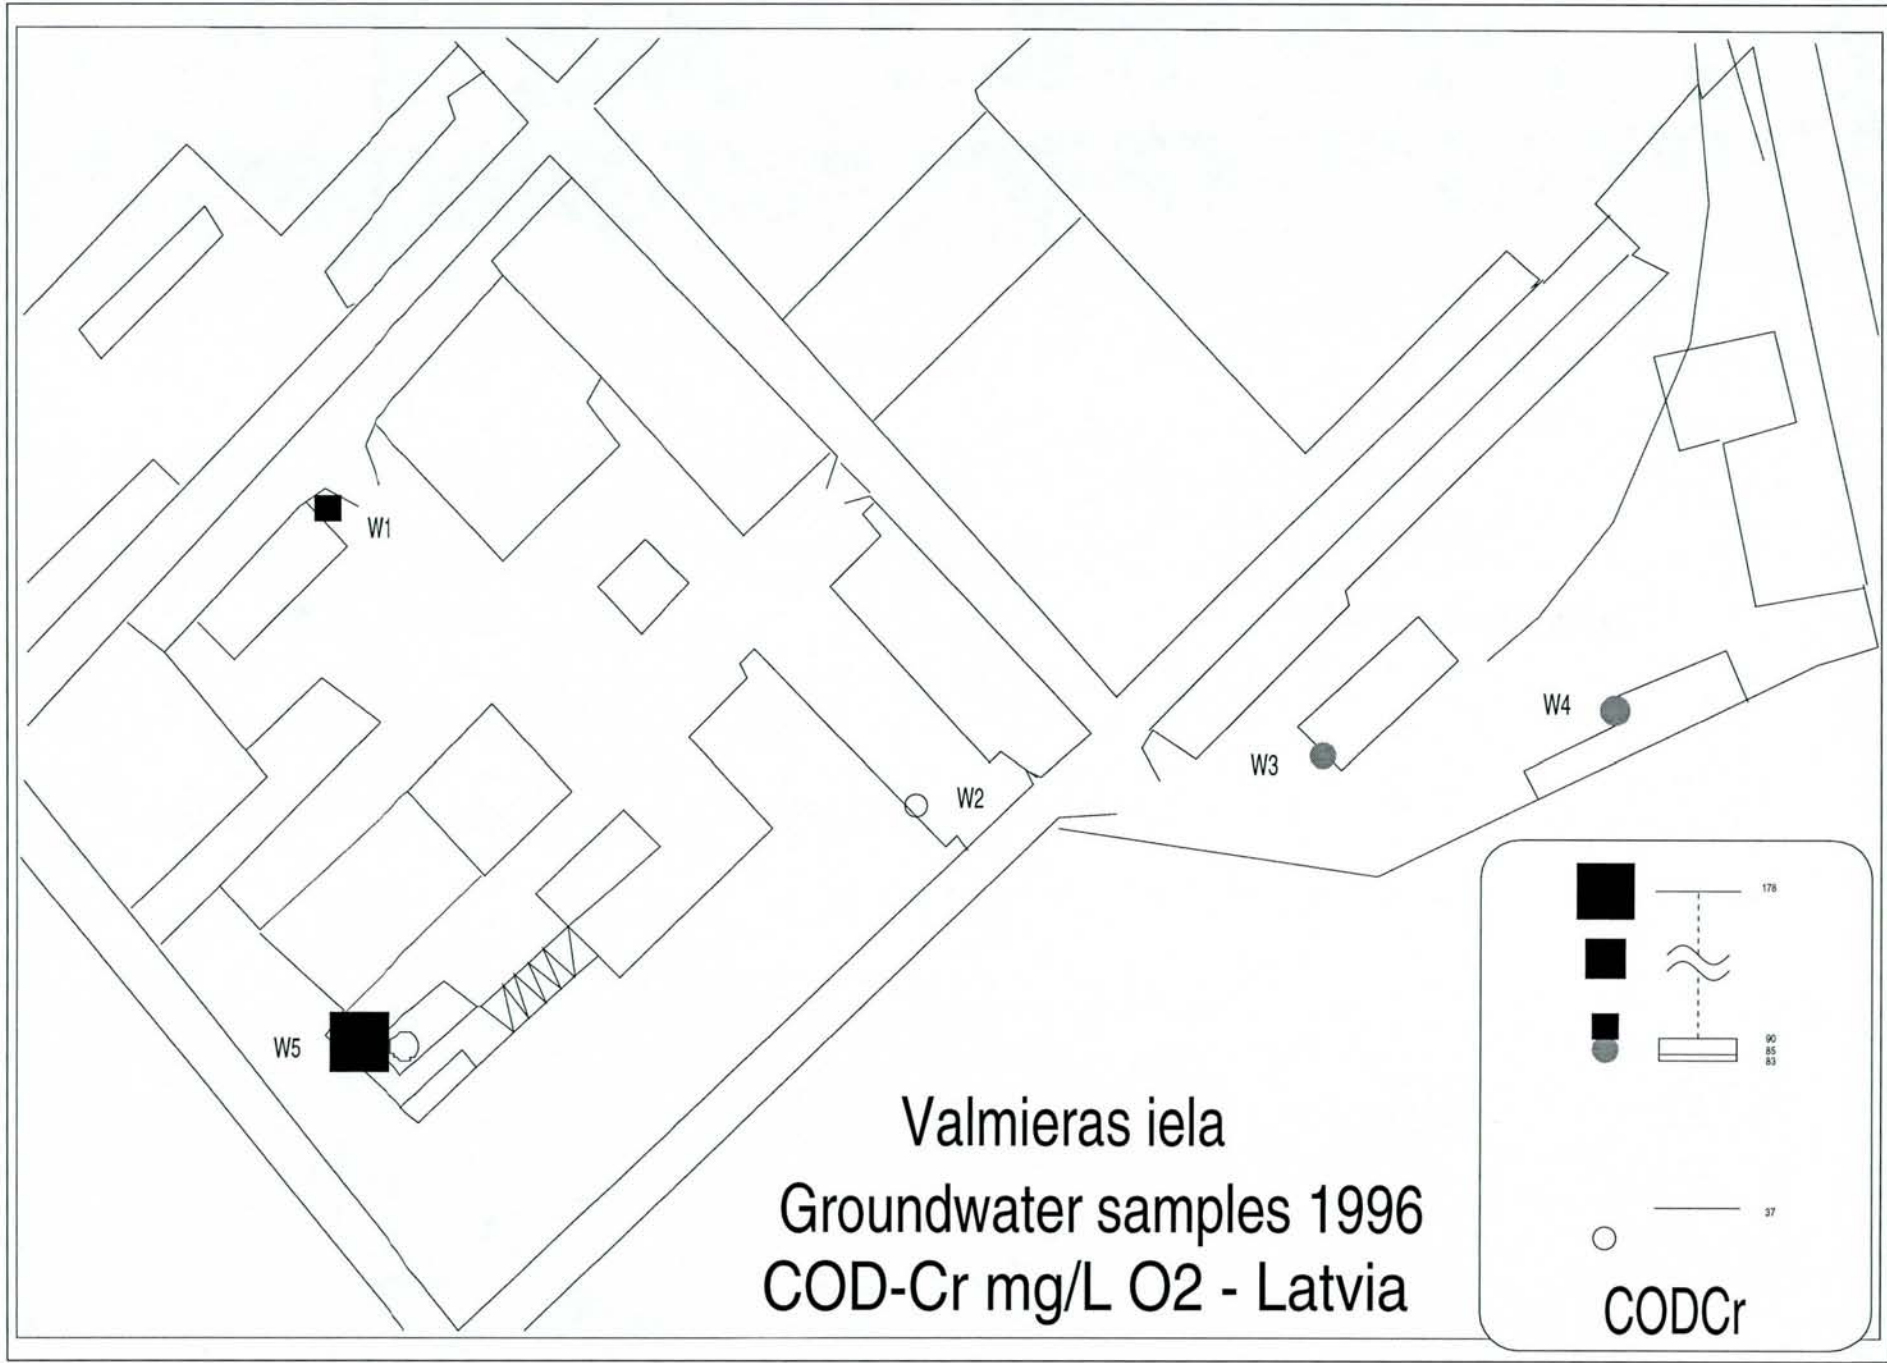 W1
W4
W3
W2
W5
178
90
85
83
37
CODCr
Valmieras iela
Groundwater samples 1996
COD-Cr mg/L O2 - Latvia